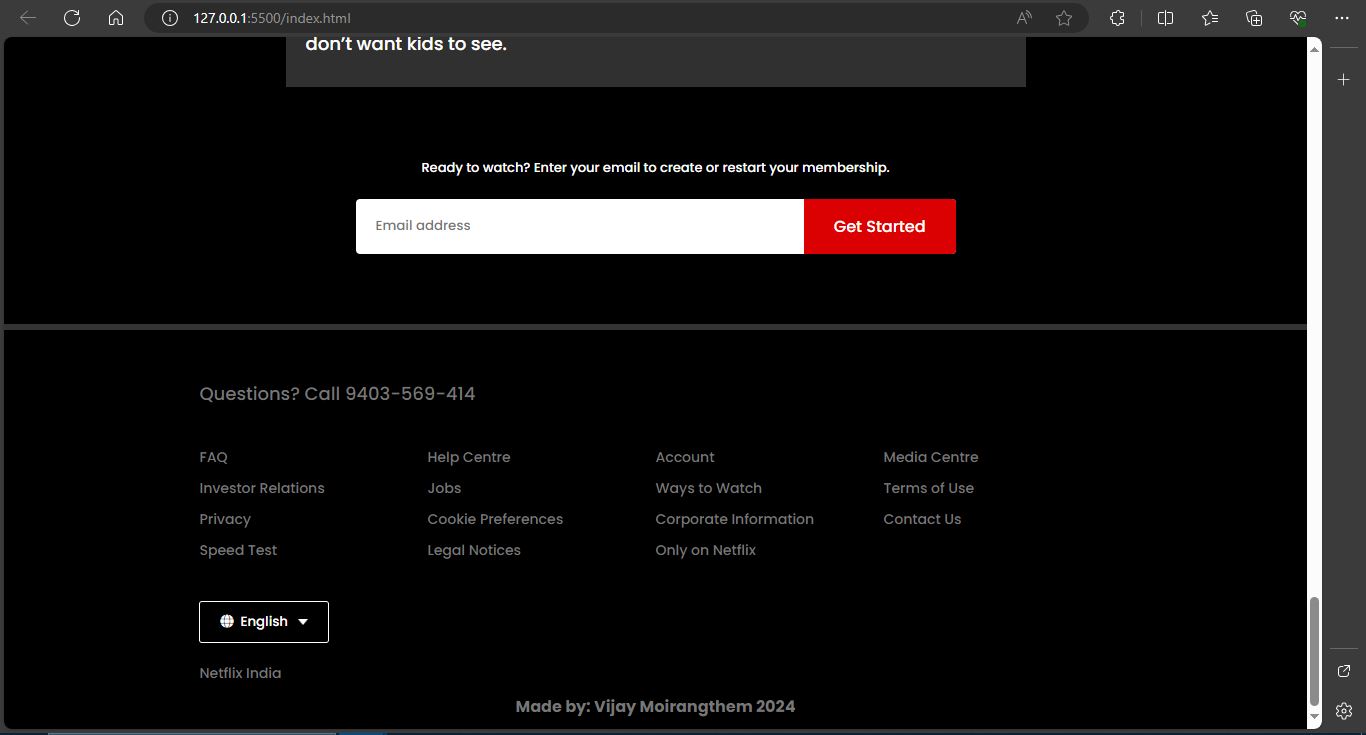 127.0.0.1:5500/index.html
don’t want kids to see.
Ready to watch? Enter your email to create or restart your membership.
Email address
Get Started
Questions? Call 9403-569-414
FAQ
Help Centre
Account
Media Centre
Investor Relations
Jobs
Ways to Watch
Terms of Use
Privacy
Cookie Preferences
Corporate Information
Contact Us
Speed Test
Legal Notices
Only on Netflix
English
Netflix India
Made by: Vijay Moirangthem 2024